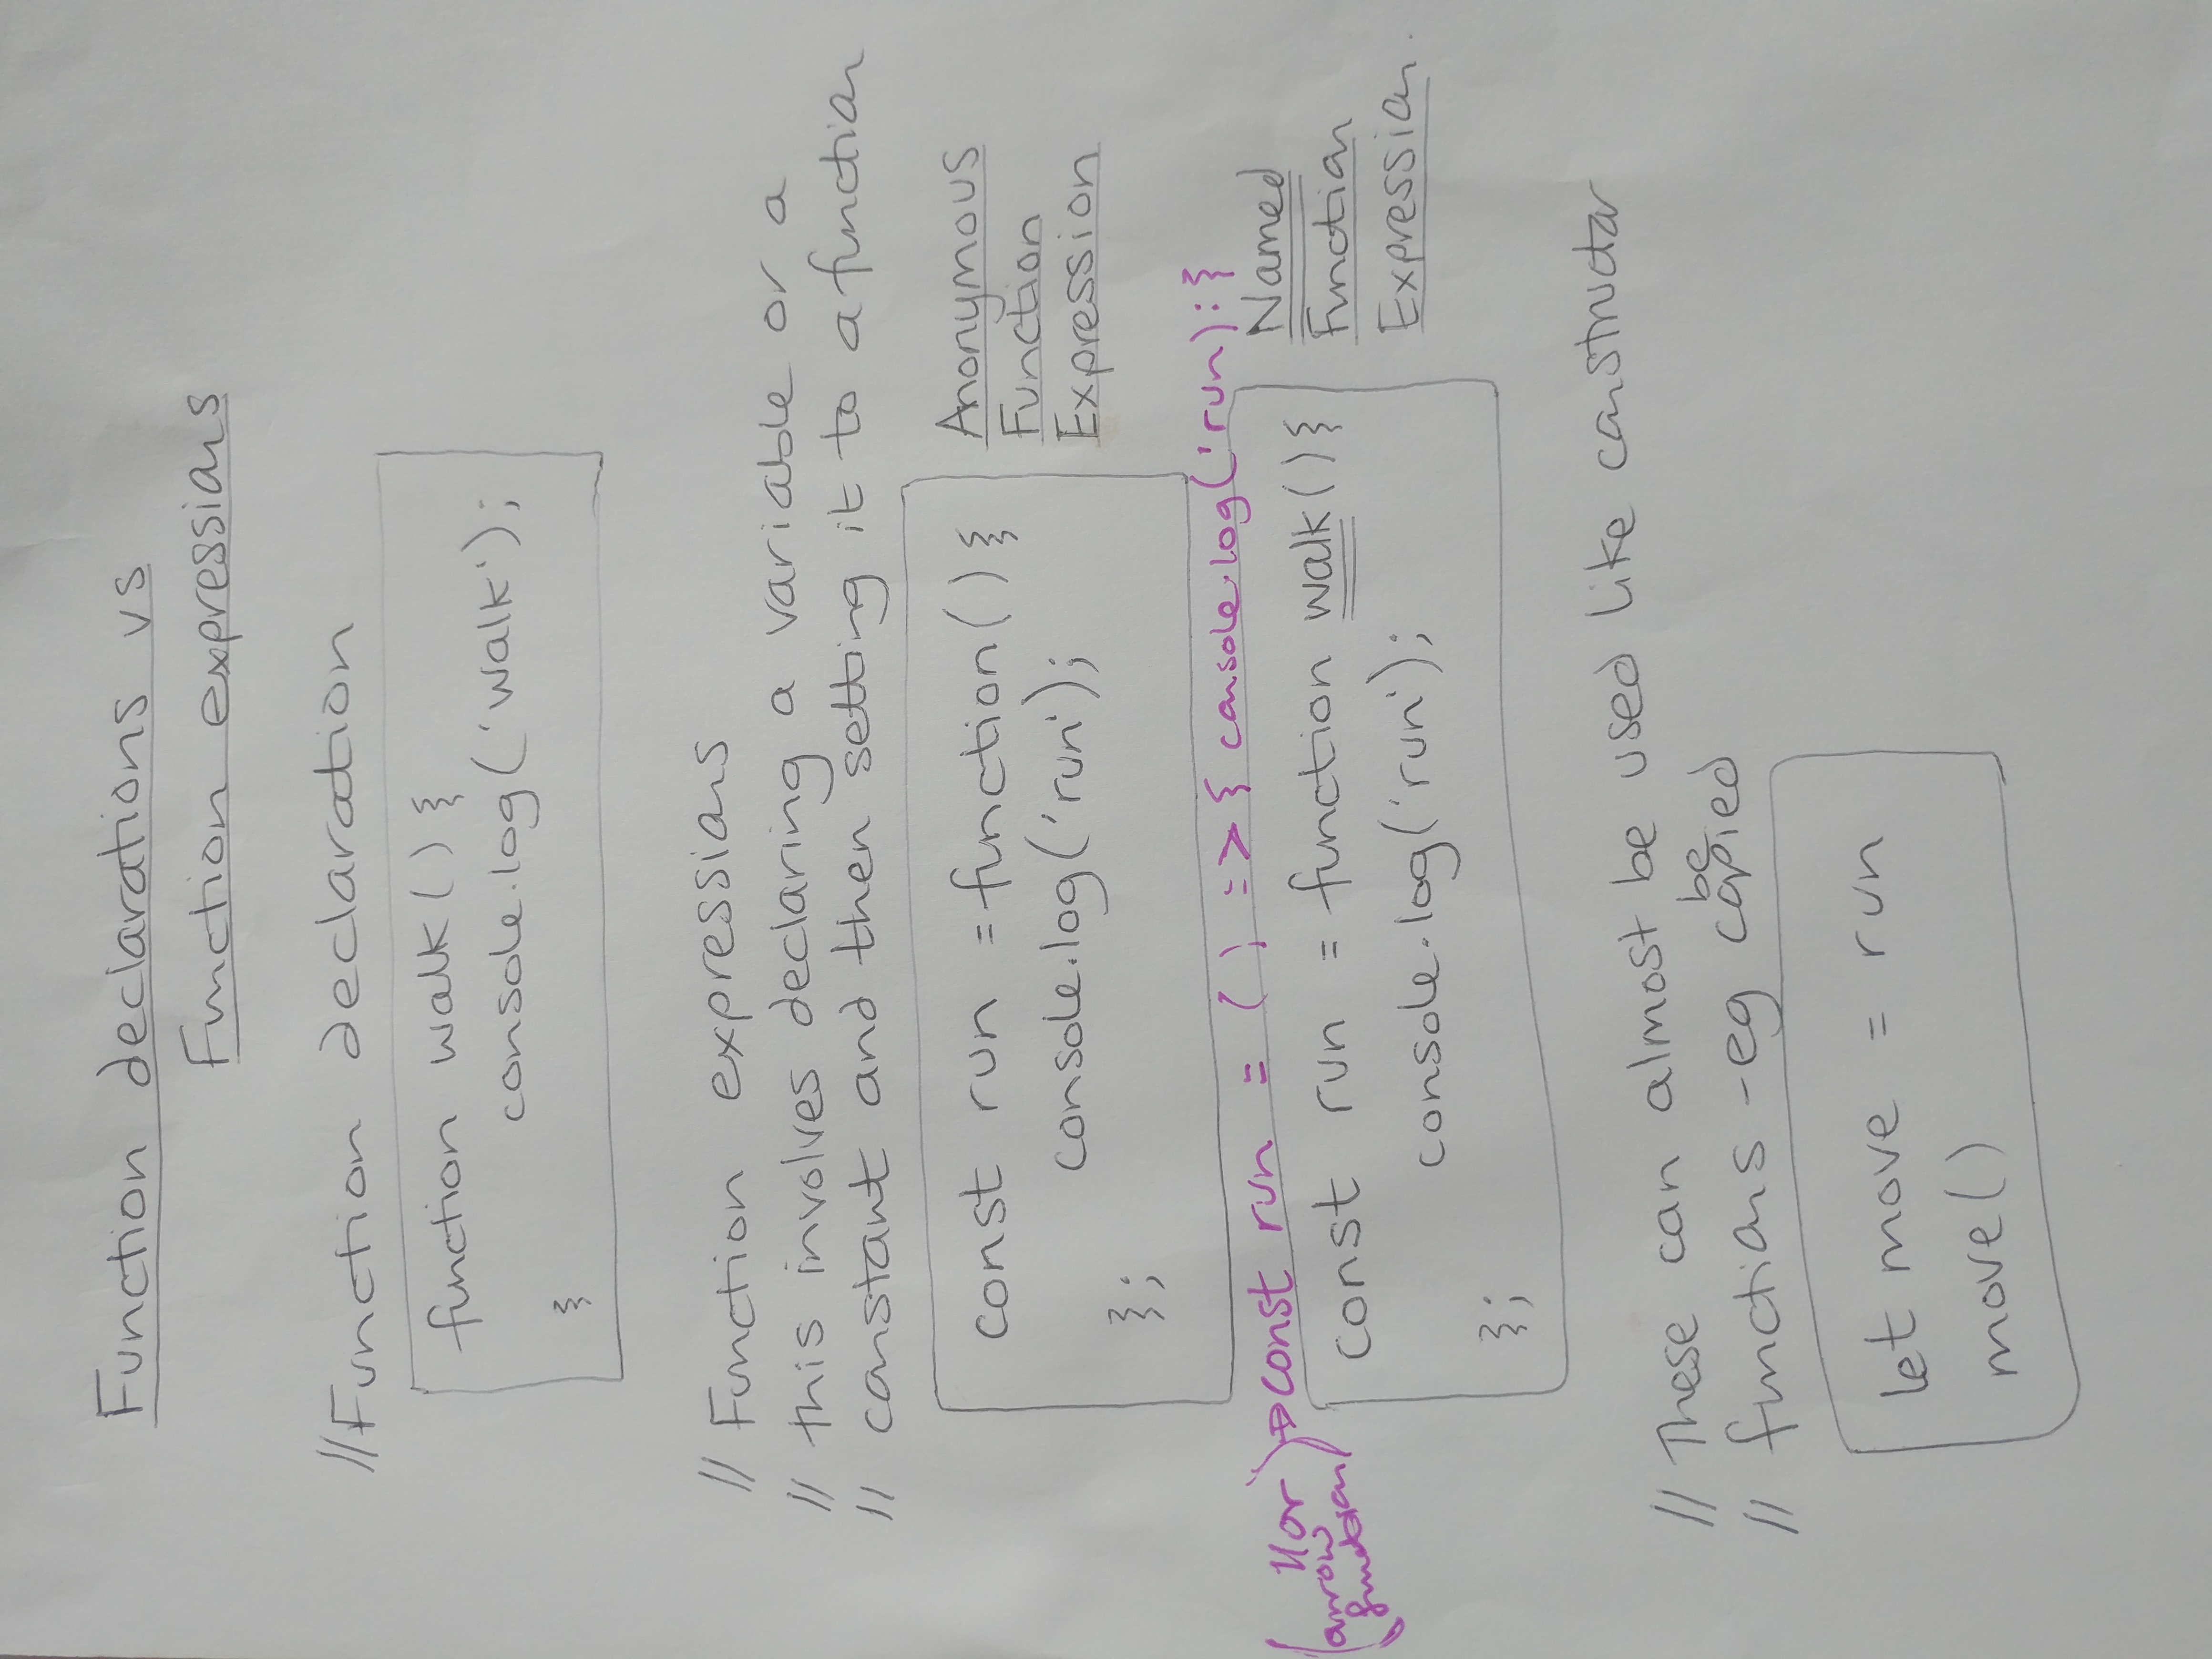 Function declarations vs
Function expressions
//Function declaration
function walk() {
console.log('walk');
}
// Function expressions
// this involves declaring a variable or a
// constant and then setting it to a function
const run = function() {
console.log('run');
};
Anonymous
Function
Expression
//or
(arrow
function)
const run = () => { console.log('run'): }
const run = function walk() {
console.log('run');
};
Named
Function
Expression.
// These can almost be used like constructor
// functions - eg be copied
let move = run
move()